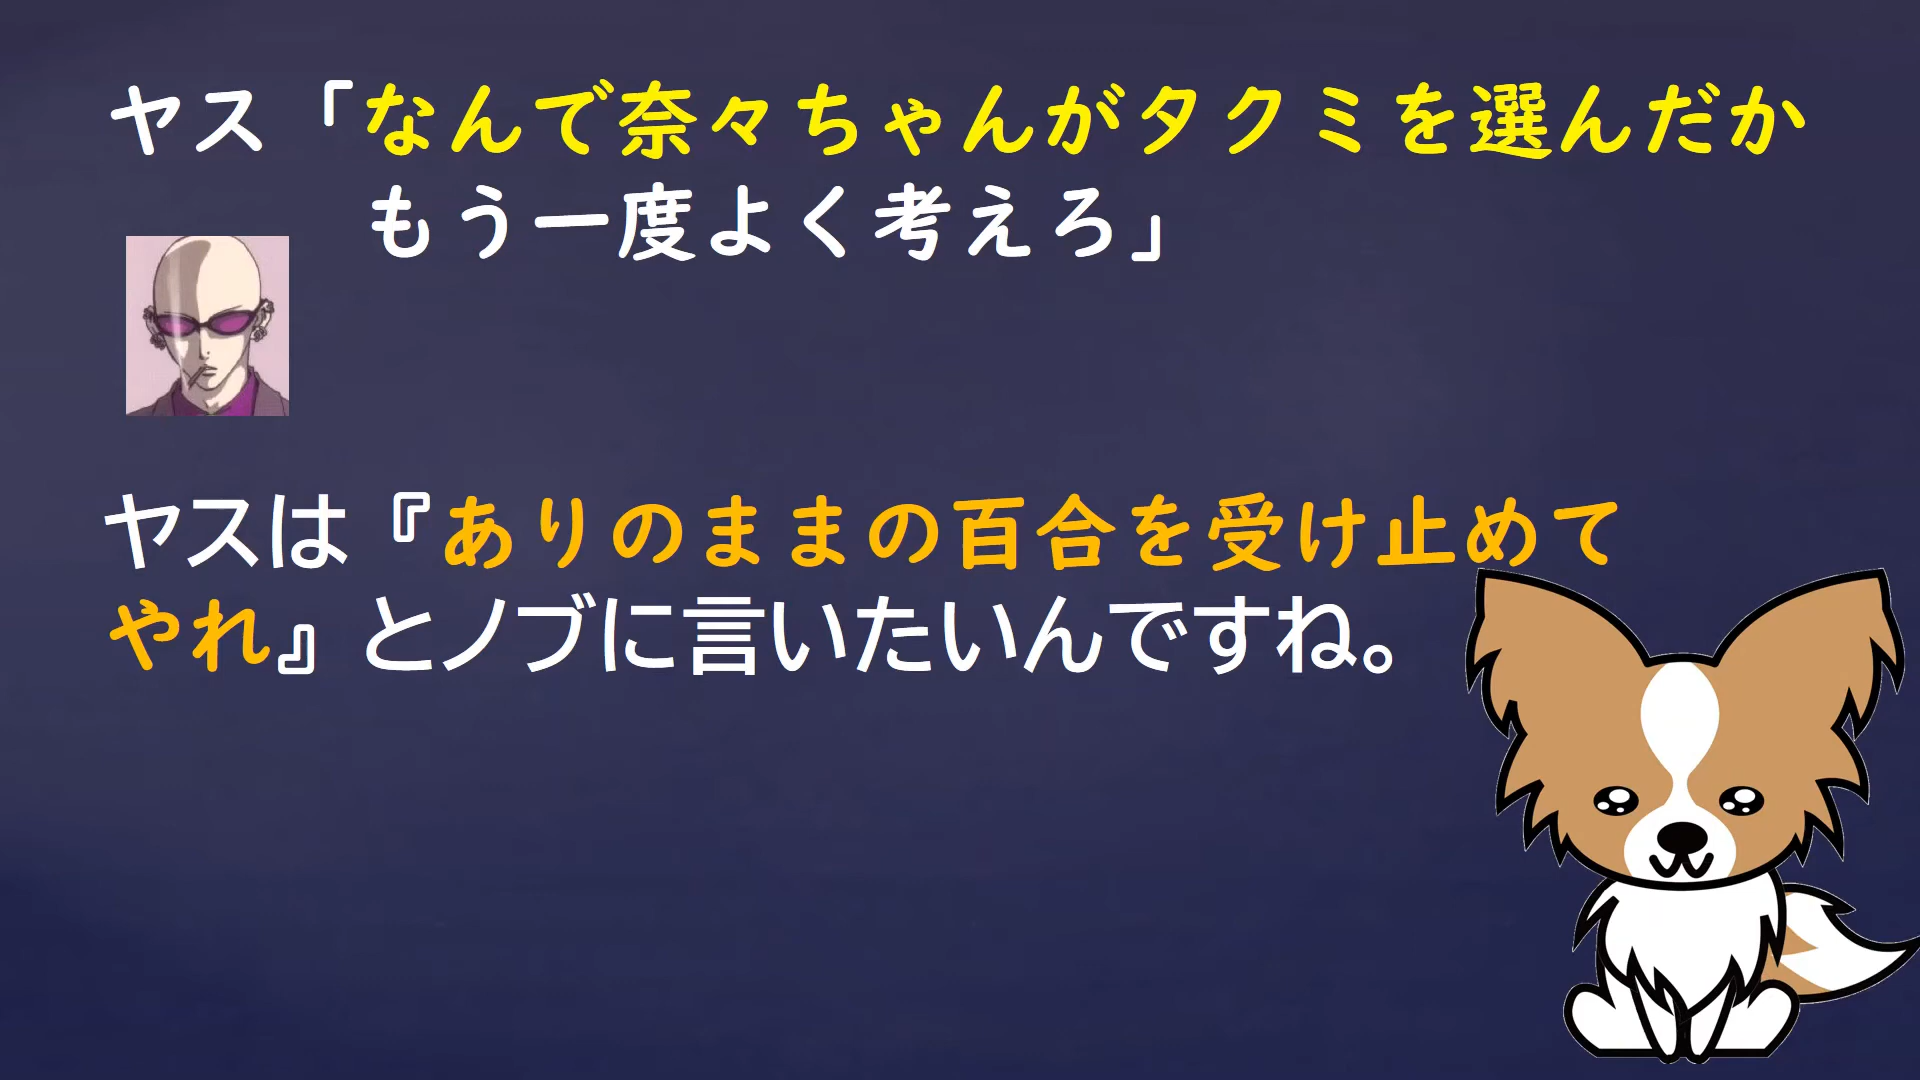 ヤス「なんで奈々ちゃんがタクミを選んだか
もう一度よく考えろ」
ヤスは『ありのままの百合を受け止めて
やれ』とノブに言いたいんですね。